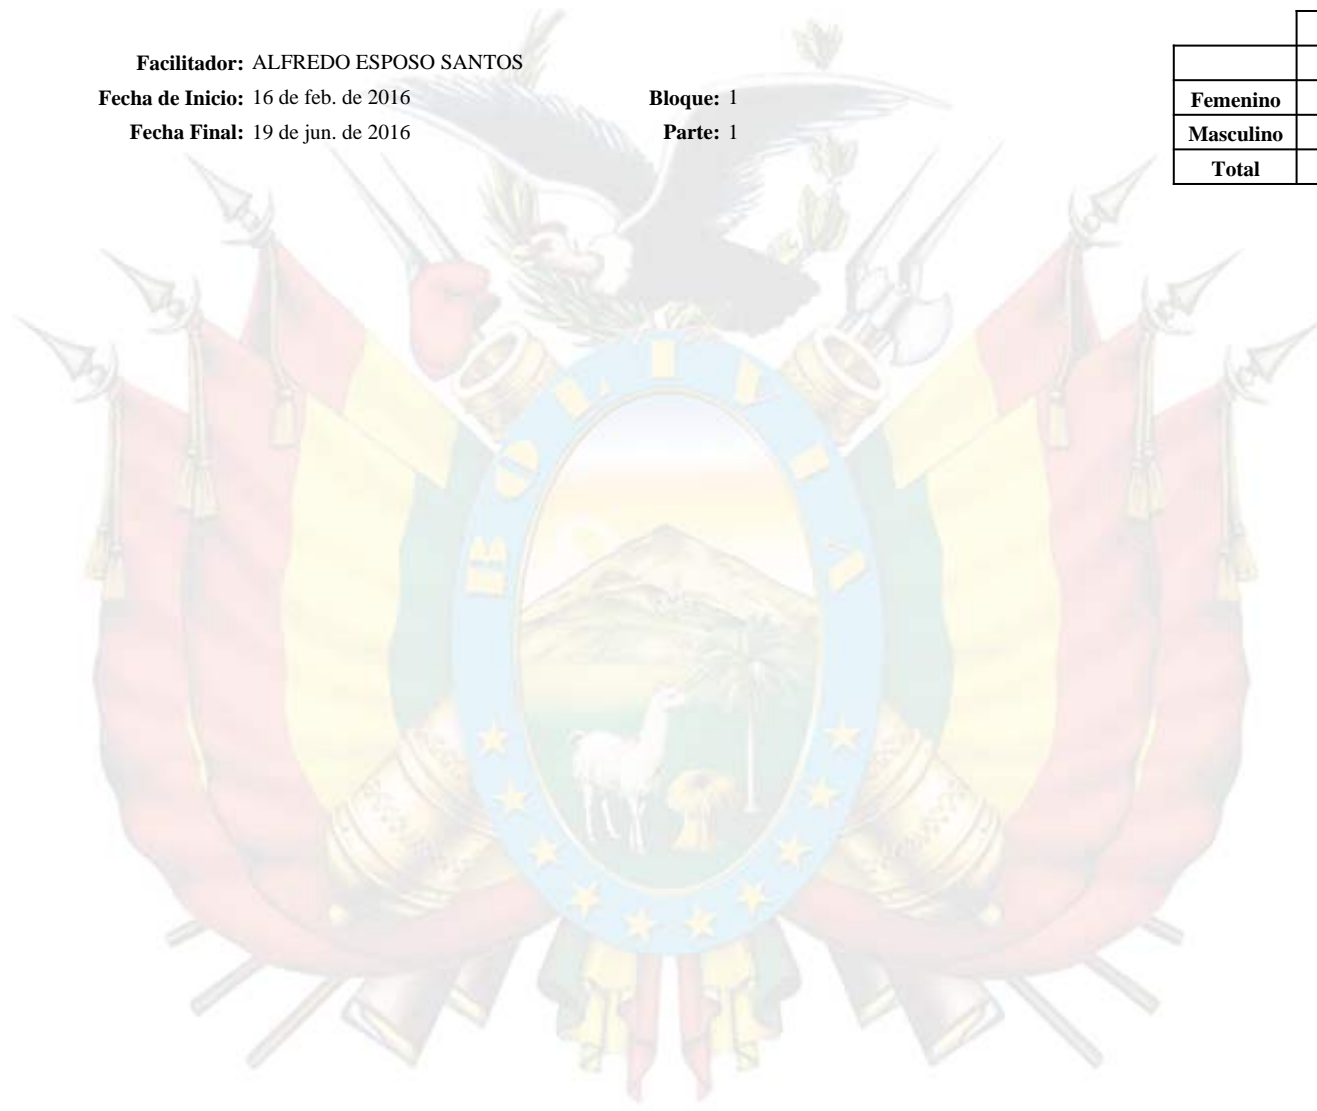 Facilitador: ALFREDO ESPOSO SANTOS
Fecha de Inicio: 16 de feb. de 2016 Bloque: 1
Fecha Final: 19 de jun. de 2016 Parte: 1
Femenino
Masculino
Total
BOLIVIA